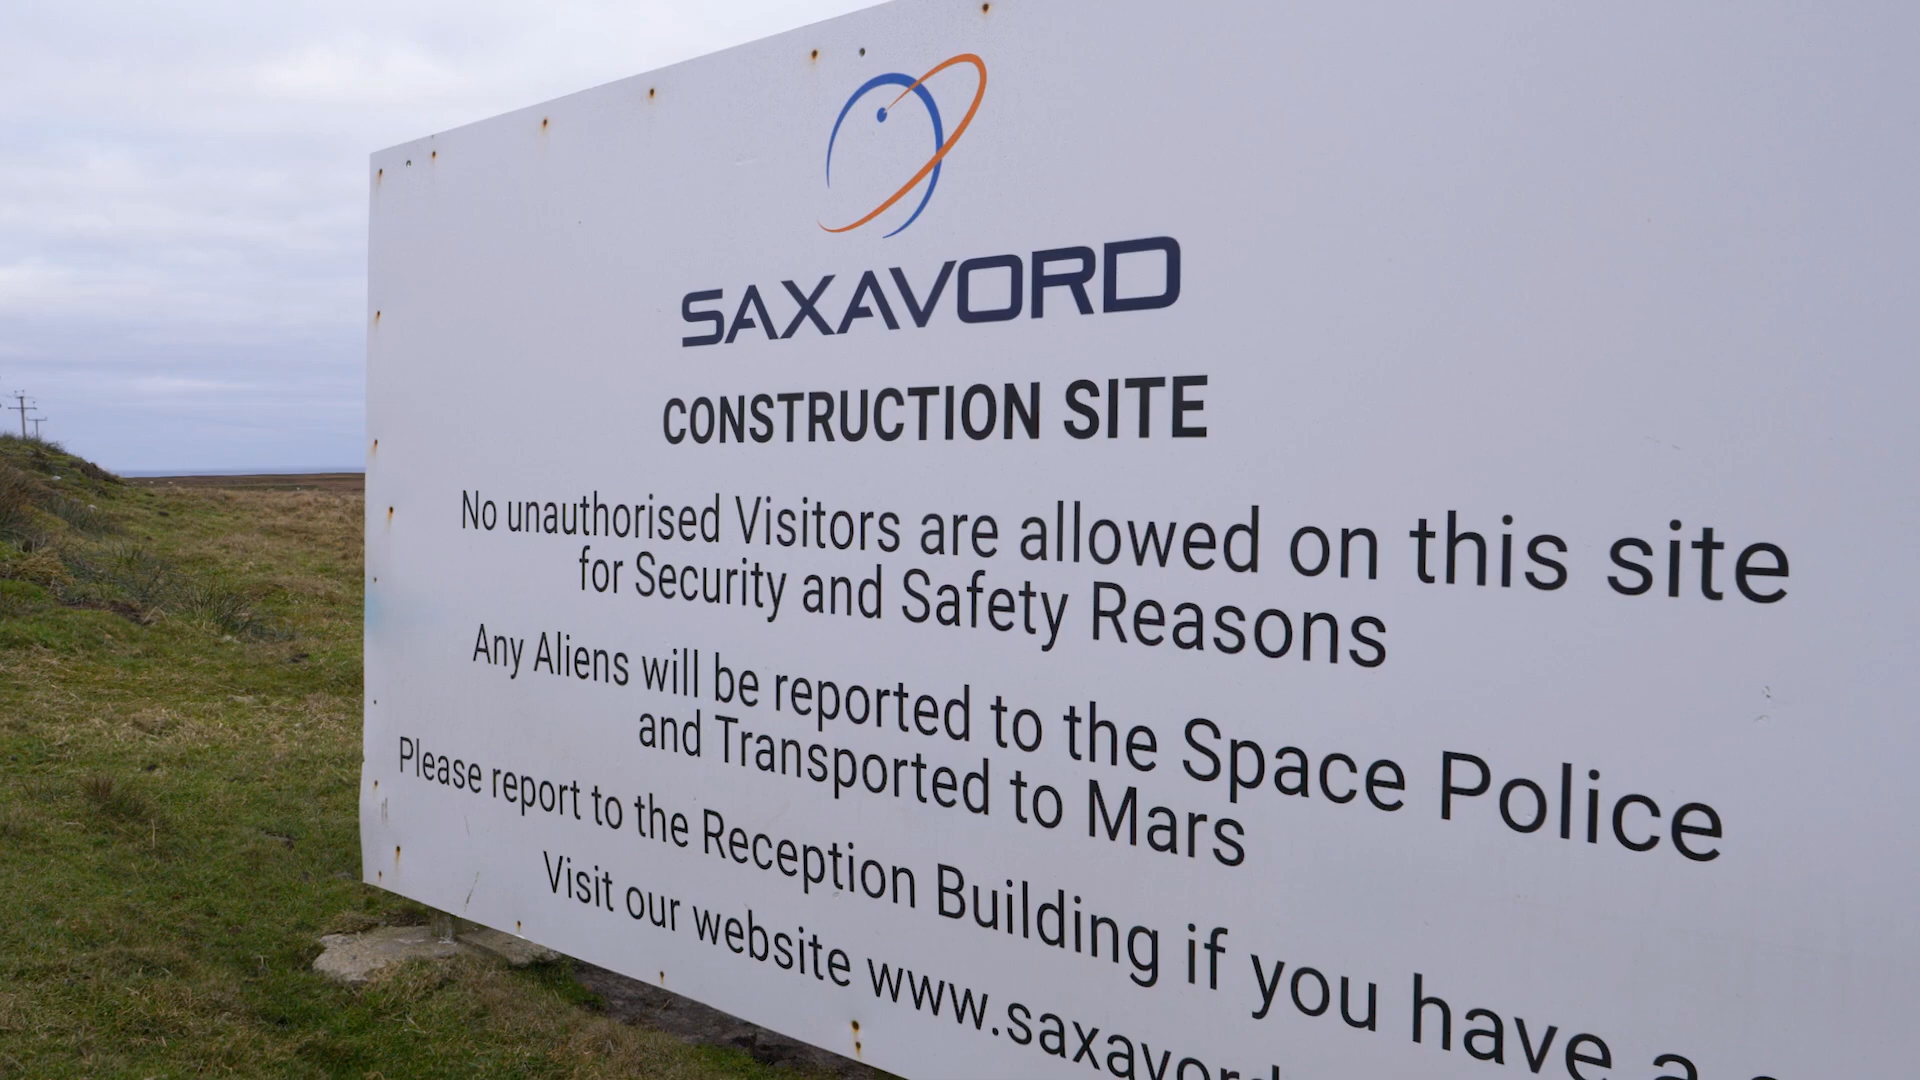 SAXAVORD
CONSTRUCTION SITE
No unauthorised Visitors are allowed on this site
for Security and Safety Reasons
Any Aliens will be reported to the Space Police
and Transported to Mars
Please report to the Reception Building if you have a
Visit our website www.saxavord